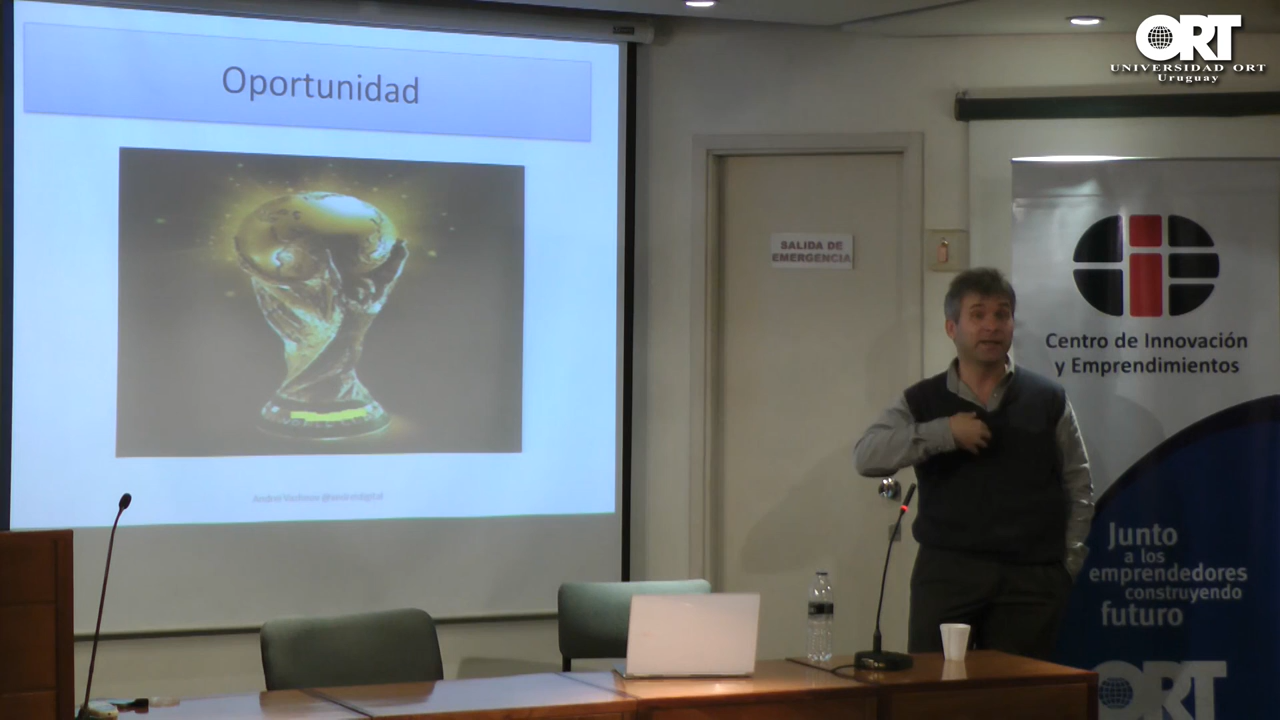 Oportunidad
ORT
UNIVERSIDAD ORT
Uruguay
SALIDA DE
EMERGENCIA
Centro de Innovación
y Emprendimientos
Junto
a los
emprendedores
construyendo
futuro
ORT